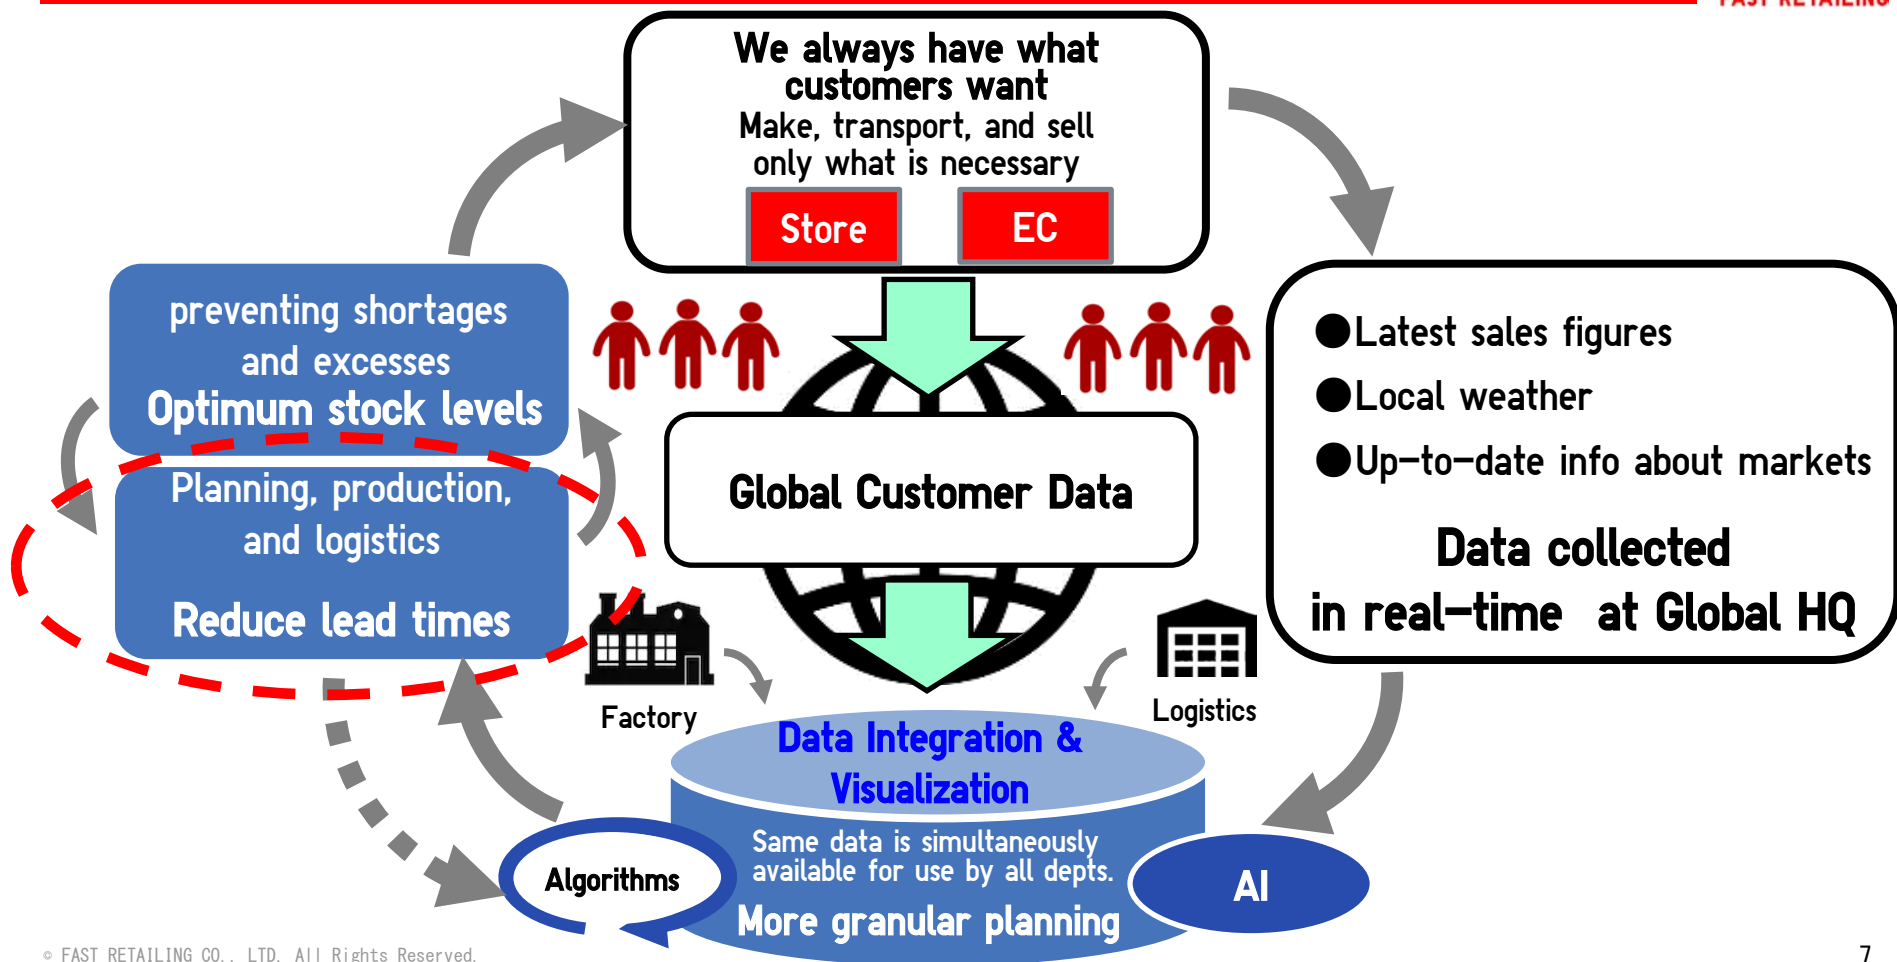 FAST RETAILING
We always have what
customers want
Make, transport, and sell
only what is necessary
Store
EC
preventing shortages
and excesses
Optimum stock levels
Planning, production,
and logistics
Reduce lead times
Global Customer Data
●Latest sales figures
●Local weather
●Up-to-date info about markets
Data collected
in real-time at Global HQ
Factory
Logistics
Data Integration &
Visualization
Same data is simultaneously
available for use by all depts.
More granular planning
Algorithms
AI
© FAST RETAILING CO., LTD. All Rights Reserved.
7